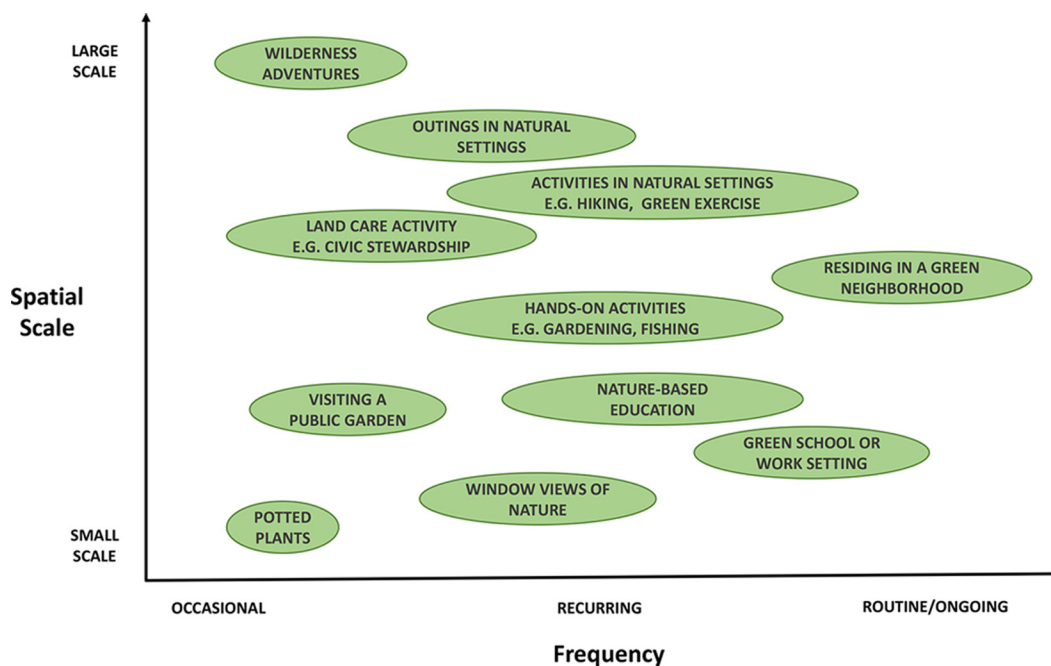 LARGE
SCALE
WILDERNESS
ADVENTURES
OUTINGS IN NATURAL
SETTINGS
ACTIVITIES IN NATURAL SETTINGS
E.G. HIKING, GREEN EXERCISE
LAND CARE ACTIVITY
E.G. CIVIC STEWARDSHIP
RESIDING IN A GREEN
NEIGHBORHOOD
Spatial
Scale
HANDS-ON ACTIVITIES
E.G. GARDENING, FISHING
VISITING A
PUBLIC GARDEN
NATURE-BASED
EDUCATION
GREEN SCHOOL OR
WORK SETTING
WINDOW VIEWS OF
NATURE
POTTED
PLANTS
SMALL
SCALE
OCCASIONAL
RECURRING
ROUTINE/ONGOING
Frequency